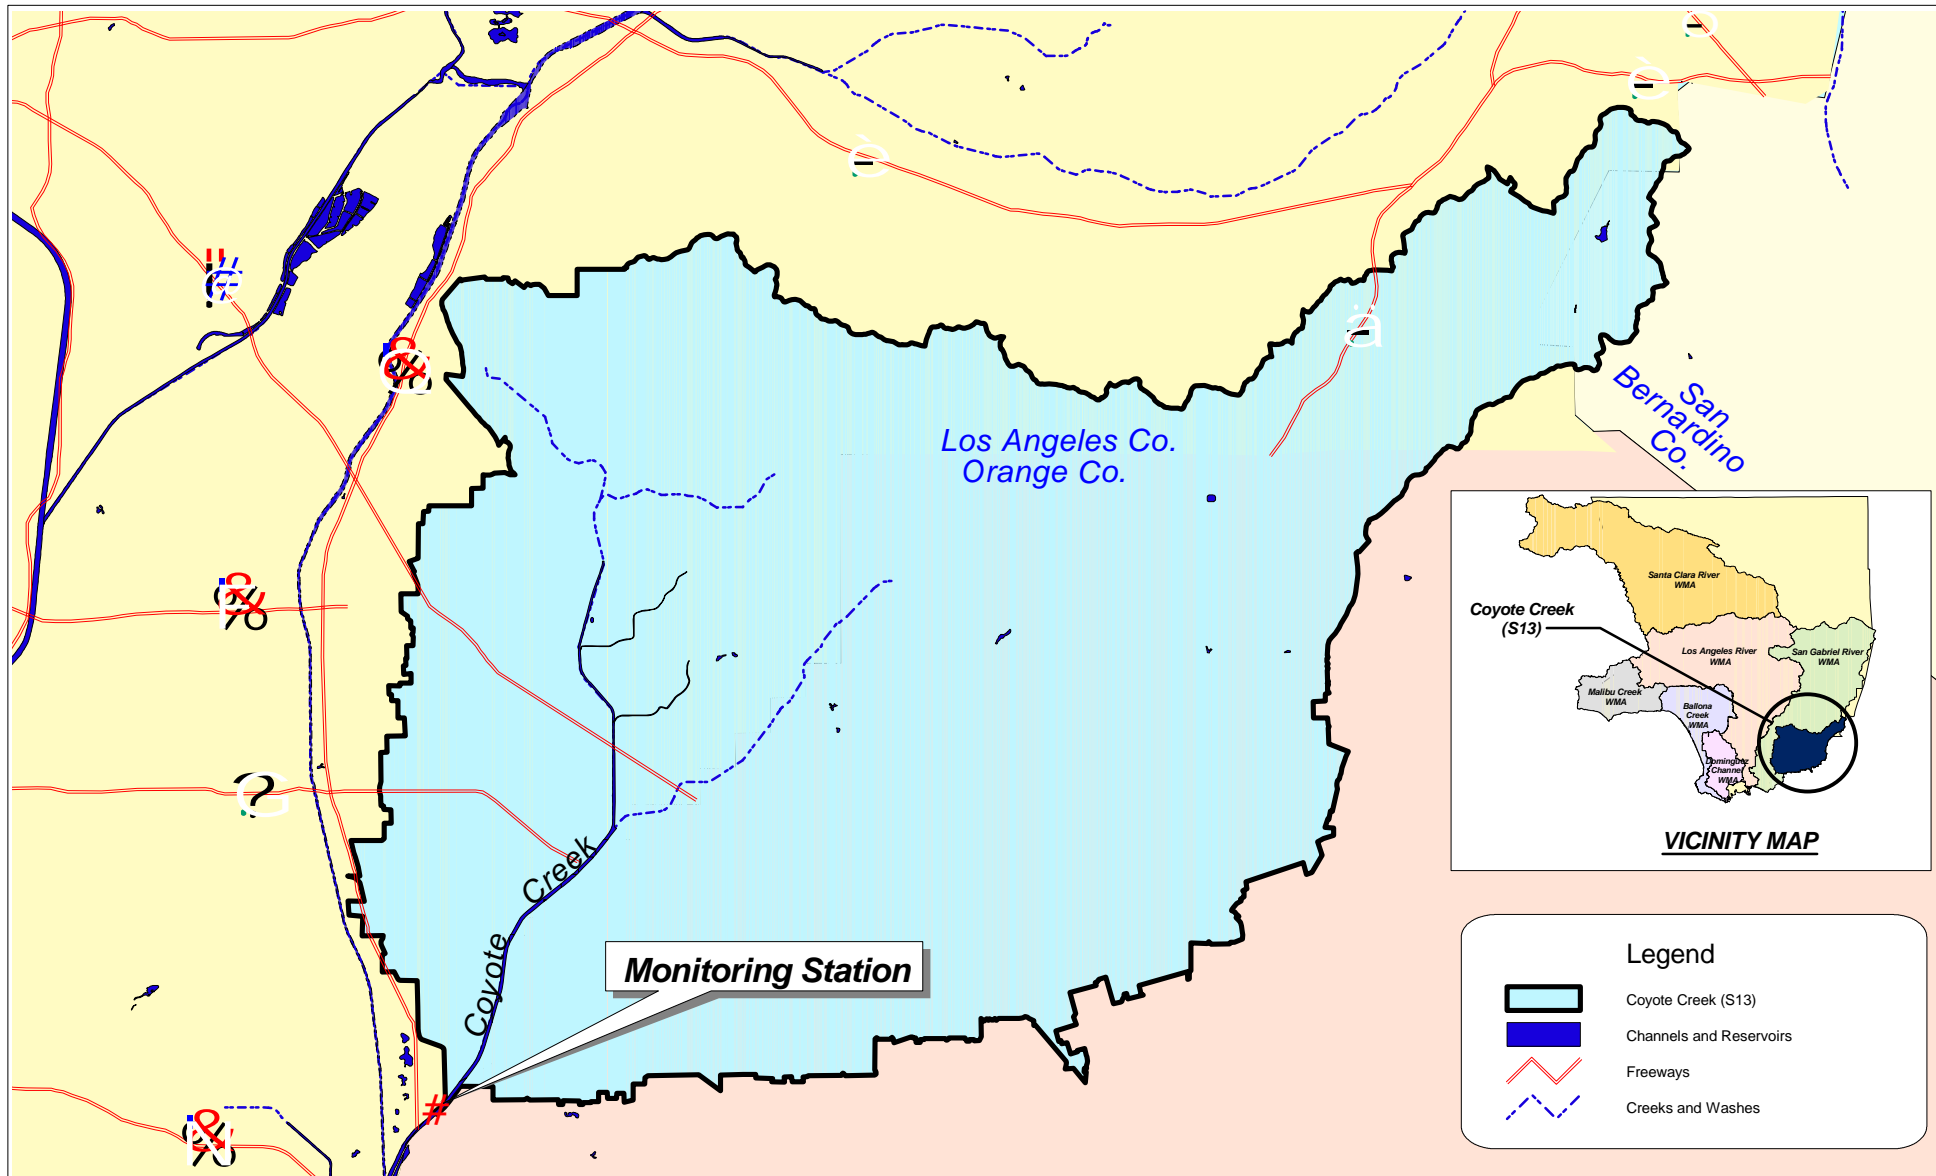 Los Angeles Co.
Orange Co.
San
Bernardino
Co.
Coyote Creek
Monitoring Station
#
Coyote Creek
(S13)
Santa Clara River
WMA
Los Angeles River
WMA
San Gabriel River
WMA
Malibu Creek
WMA
Ballona
Creek
WMA
Dominguez
Channel
WMA
VICINITY MAP
Legend
Coyote Creek (S13)
Channels and Reservoirs
Freeways
Creeks and Washes